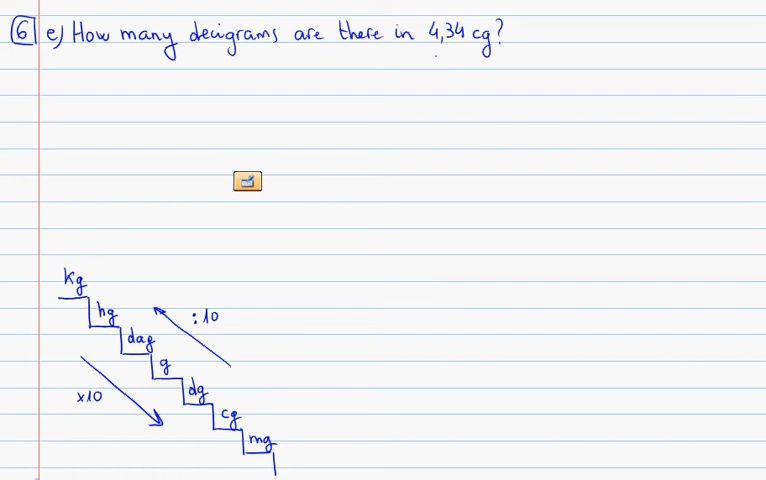 6 e) How many decigrams are there in 4,34 cg?
kg
hg
:10
dag
g
dg
x10
cg
mg